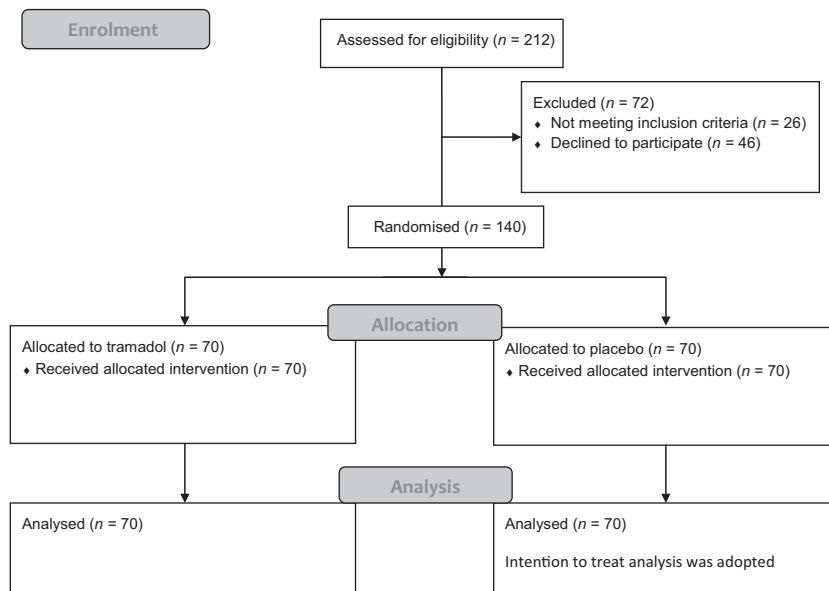 Enrolment
Assessed for eligibility (n = 212)
Excluded (n = 72)
♦ Not meeting inclusion criteria (n = 26)
♦ Declined to participate (n = 46)
Randomised (n = 140)
Allocation
Allocated to tramadol (n = 70)
♦ Received allocated intervention (n = 70)
Allocated to placebo (n = 70)
♦ Received allocated intervention (n = 70)
Analysis
Analysed (n = 70)
Analysed (n = 70)
Intention to treat analysis was adopted